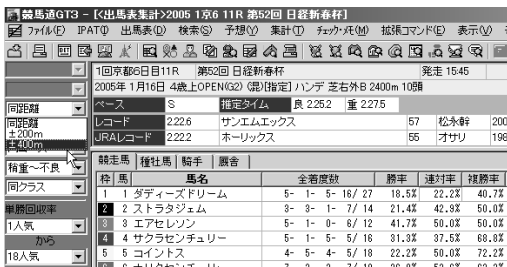 競馬道GT3 - [<出馬表集計>2005 1京6 11R 第52回 日経新春杯]
ファイル(F) IPAT(I) 出馬表(D) 検索(S) 予想(Y) 集計(T) チェック・メモ(M) 拡張コマンド(E) 表示(V)
1回京都6日目11R 第52回 日経新春杯 発走 15:45
2005年 1月16日 4歳上OPEN(G2) (混)[指定] ハンデ 芝右外B 2400m 10頭
同距離 ペース S 推定タイム 良 2.25.2 重 2.27.5
同距離 レコード 2.22.6 サンエムエックス 57 松永幹 200
±200m
±400m JRAレコード 2.22.2 ホーリックス 55 オサリ 198
稍重〜不良 競走馬 種牡馬 騎手 厩舎
同クラス 枠 馬 馬名 全着度数 勝率 連対率 複勝率
1 1 ダディーズドリーム 5- 1- 5- 16/ 27 18.5% 22.2% 40.7%
単勝回収率 2 2 ストラタジェム 3- 3- 1- 7/ 14 21.4% 42.9% 50.0%
1人気 3 3 エアセレソン 5- 1- 0- 6/ 12 41.7% 50.0% 50.0%
から 4 4 サクラセンチュリー 5- 1- 5- 5/ 16 31.3% 37.5% 68.8%
18人気 5 5 コイントス 4- 5- 4- 5/ 18 22.2% 50.0% 72.2%